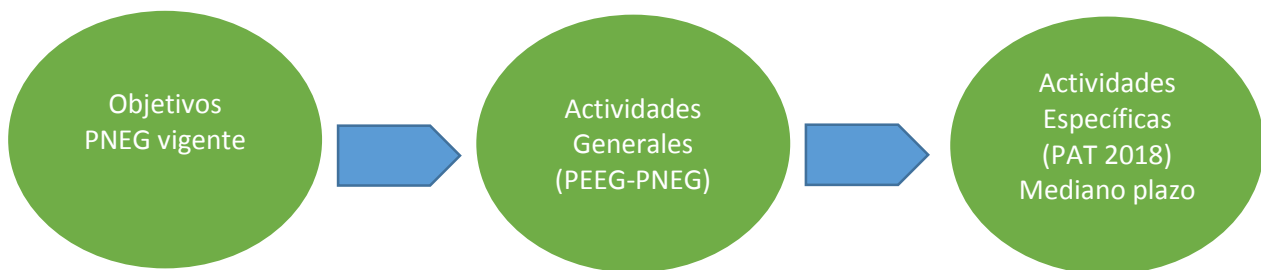 Objetivos
PNEG vigente
Actividades
Generales
(PEEG-PNEG)
Actividades
Específicas
(PAT 2018)
Mediano plazo